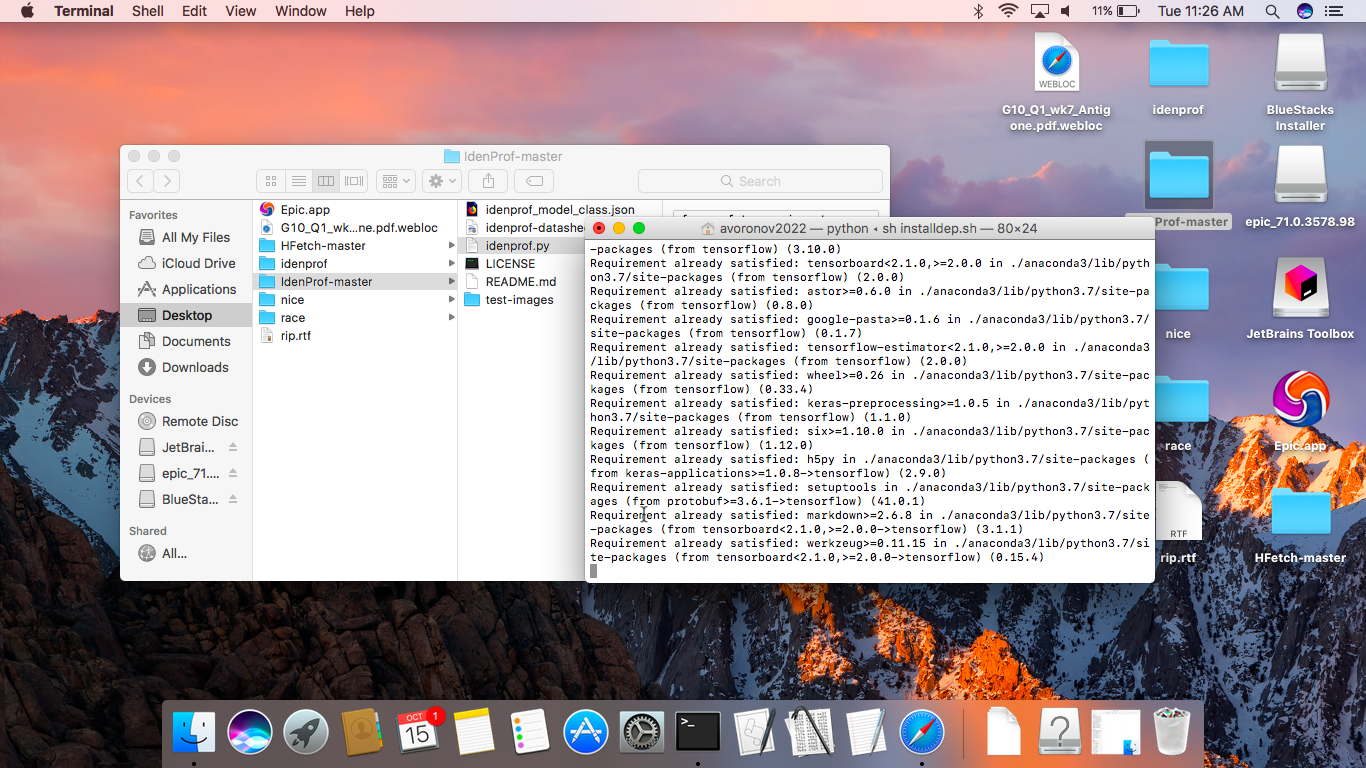 Terminal Shell Edit View Window Help
11% Tue 11:26 AM
WEBLOC
G10_Q1_wk7_Antig
one.pdf.webloc
idenprof
BlueStacks
Installer
Prof-master
epic_71.0.3578.98
nice
JetBrains Toolbox
race
Epic.app
RTF
rip.rtf
HFetch-master
IdenProf-master
Search
Favorites
All My Files
iCloud Drive
Applications
Desktop
Documents
Downloads
Devices
Remote Disc
JetBrai...
epic_71....
BlueSta...
Shared
All...
Epic.app
G10_Q1_wk...ne.pdf.webloc
HFetch-master
idenprof
IdenProf-master
nice
race
rip.rtf
idenprof_model_class.json
idenprof-datashe
idenprof.py
LICENSE
README.md
test-images
avoronov2022 — python ◂ sh installdep.sh — 80×24
-packages (from tensorflow) (3.10.0)
Requirement already satisfied: tensorboard<2.1.0,>=2.0.0 in ./anaconda3/lib/pyth
on3.7/site-packages (from tensorflow) (2.0.0)
Requirement already satisfied: astor>=0.6.0 in ./anaconda3/lib/python3.7/site-pa
ckages (from tensorflow) (0.8.0)
Requirement already satisfied: google-pasta>=0.1.6 in ./anaconda3/lib/python3.7/
site-packages (from tensorflow) (0.1.7)
Requirement already satisfied: tensorflow-estimator<2.1.0,>=2.0.0 in ./anaconda3
/lib/python3.7/site-packages (from tensorflow) (2.0.0)
Requirement already satisfied: wheel>=0.26 in ./anaconda3/lib/python3.7/site-pac
kages (from tensorflow) (0.33.4)
Requirement already satisfied: keras-preprocessing>=1.0.5 in ./anaconda3/lib/pyt
hon3.7/site-packages (from tensorflow) (1.1.0)
Requirement already satisfied: six>=1.10.0 in ./anaconda3/lib/python3.7/site-pac
kages (from tensorflow) (1.12.0)
Requirement already satisfied: h5py in ./anaconda3/lib/python3.7/site-packages (
from keras-applications>=1.0.8->tensorflow) (2.9.0)
Requirement already satisfied: setuptools in ./anaconda3/lib/python3.7/site-pack
ages (from protobuf>=3.6.1->tensorflow) (41.0.1)
Requirement already satisfied: markdown>=2.6.8 in ./anaconda3/lib/python3.7/site
-packages (from tensorboard<2.1.0,>=2.0.0->tensorflow) (3.1.1)
Requirement already satisfied: werkzeug>=0.11.15 in ./anaconda3/lib/python3.7/si
te-packages (from tensorboard<2.1.0,>=2.0.0->tensorflow) (0.15.4)
OCT
15
1
>_
?